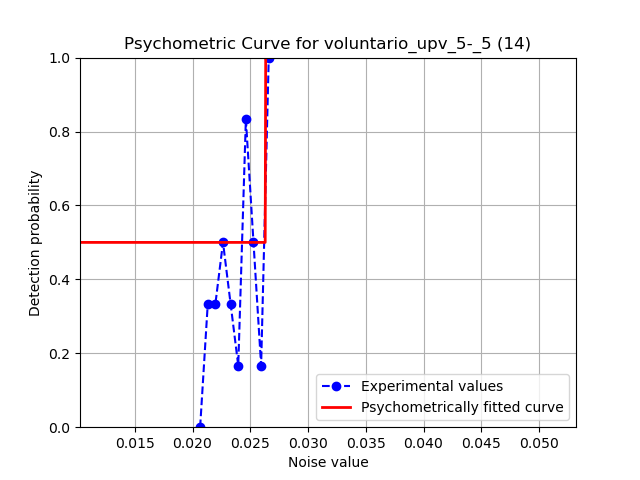 Psychometric Curve for voluntario_upv_5-_5 (14)
1.0
0.8
0.6
0.4
0.2
0.0
Detection probability
Experimental values
Psychometrically fitted curve
0.015 0.020 0.025 0.030 0.035 0.040 0.045 0.050
Noise value